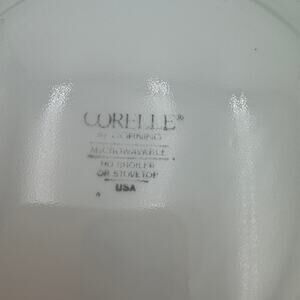 CORELLE®
BY CORNING
MICROWAVABLE
NO BROILER
OR STOVETOP
USA